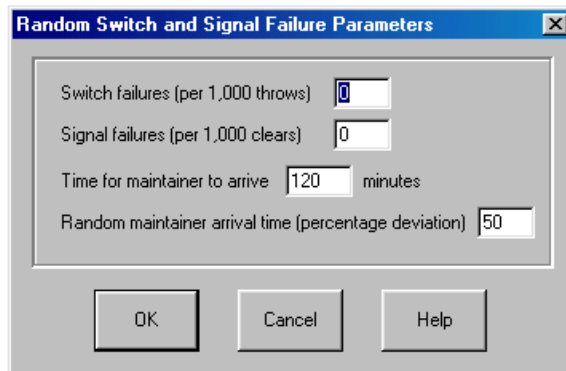 Random Switch and Signal Failure Parameters
Switch failures (per 1,000 throws) 0
Signal failures (per 1,000 clears) 0
Time for maintainer to arrive 120 minutes
Random maintainer arrival time (percentage deviation) 50
OK Cancel Help